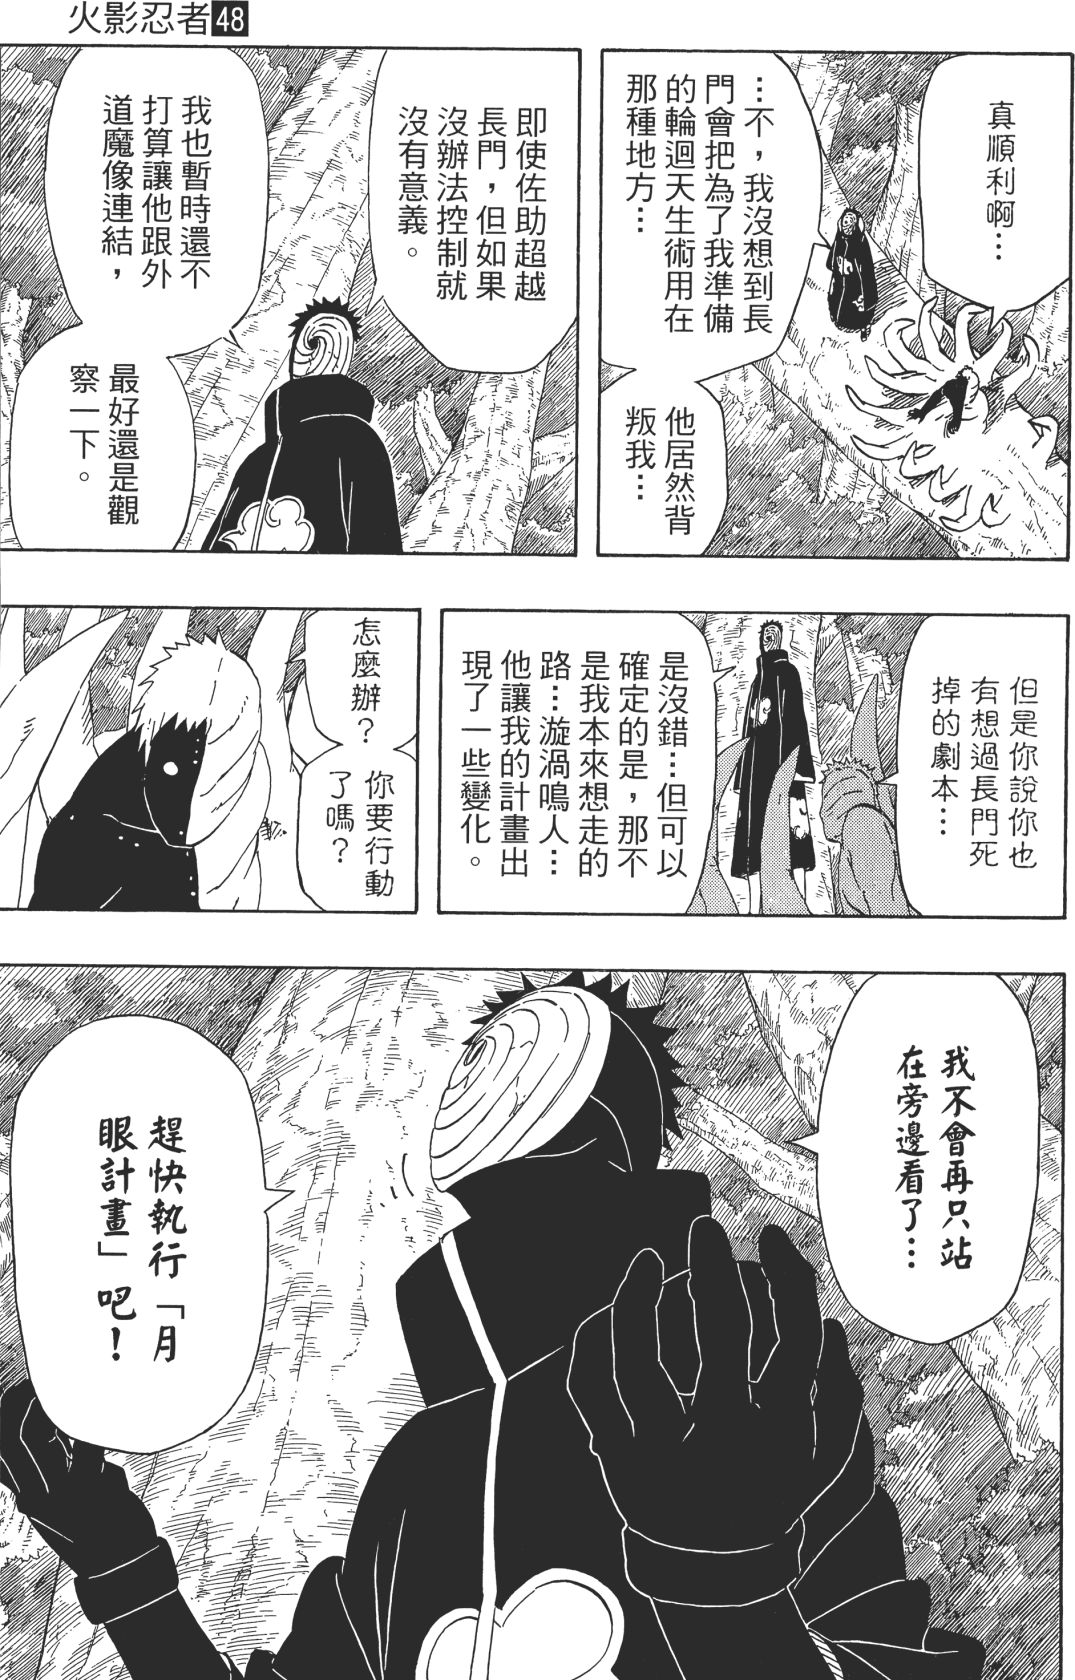 火影忍者48
真順利啊…
…不，我沒想到長
門會把為了我準備
的輪迴天生術用在
那種地方…
他居然背
叛我…
即使佐助超越
長門，但如果
沒辦法控制就
沒有意義。
我也暫時還不
打算讓他跟外
道魔像連結，
最好還是觀
察一下。
但是你說你也
有想過長門死
掉的劇本…
是沒錯…但可以
確定的是，那不
是我本來想走的
路…漩渦鳴人…
他讓我的計畫出
現了一些變化。
怎麼辦？
你要行動
了嗎？
我不會再只站
在旁邊看了…
趕快執行「月
眼計畫」吧！